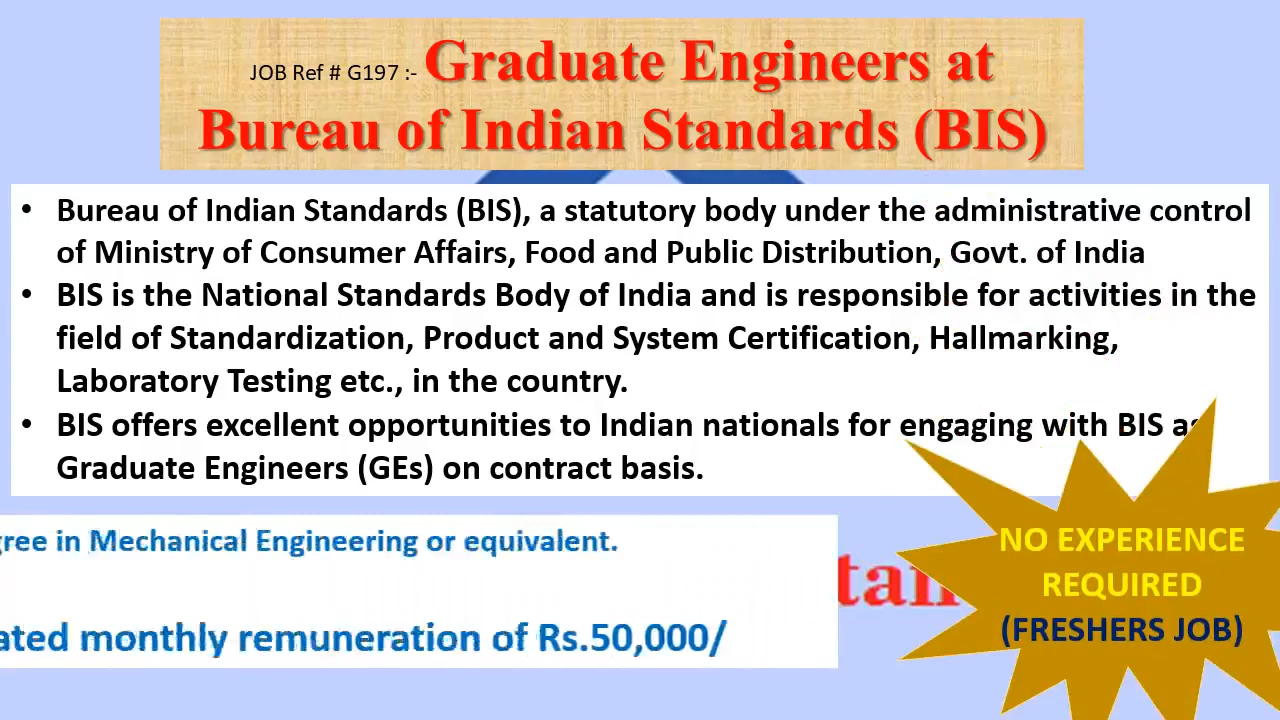 JOB Ref # G197 :- Graduate Engineers at
Bureau of Indian Standards (BIS)
• Bureau of Indian Standards (BIS), a statutory body under the administrative control
of Ministry of Consumer Affairs, Food and Public Distribution, Govt. of India
• BIS is the National Standards Body of India and is responsible for activities in the
field of Standardization, Product and System Certification, Hallmarking,
Laboratory Testing etc., in the country.
• BIS offers excellent opportunities to Indian nationals for engaging with BIS
Graduate Engineers (GEs) on contract basis.
in Mechanical Engineering or equivalent.
monthly remuneration of Rs.50,000/
NO EXPERIENCE
REQUIRED
(FRESHERS JOB)